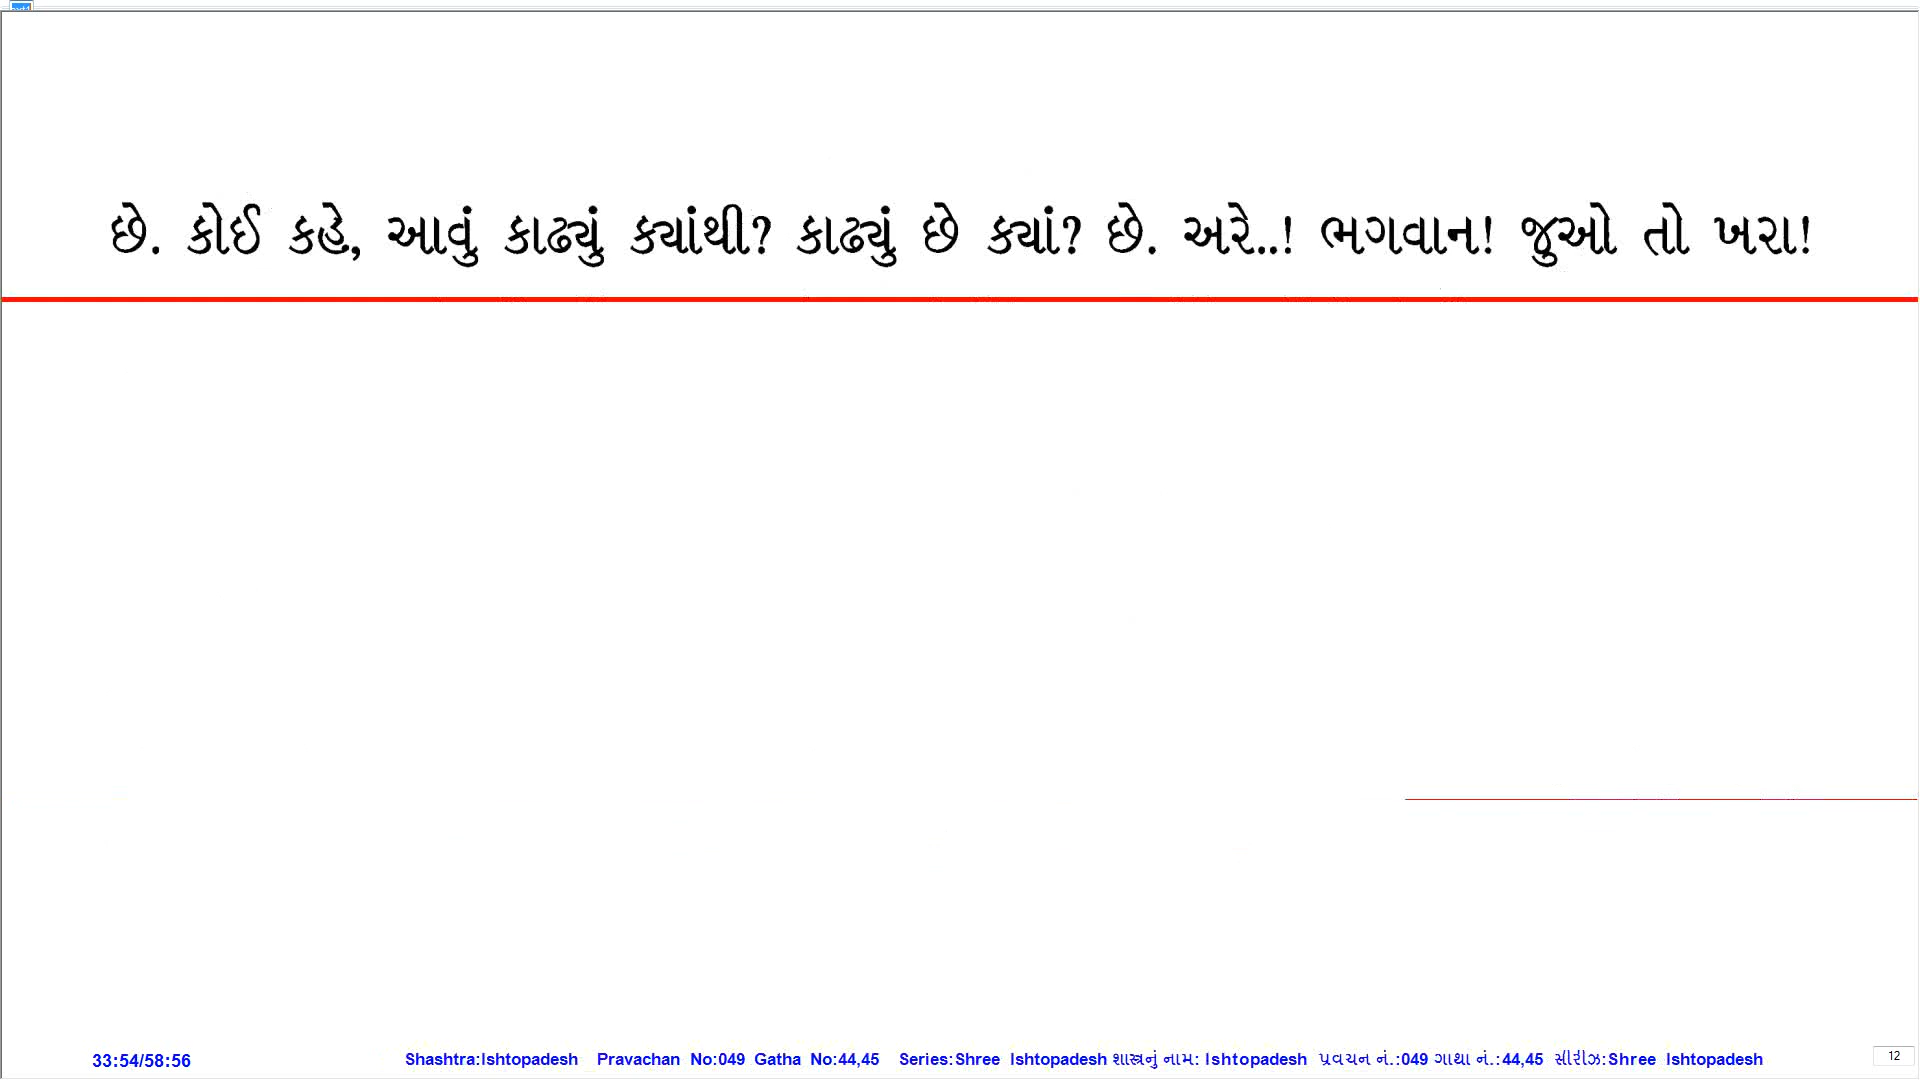 છે. કોઈ કહે, આવું કાઢ્યું ક્યાંથી? કાઢ્યું છે ક્યાં? છે. અરે..! ભગવાન! જુઓ તો ખરા!
33:54/58:56 Shashtra:Ishtopadesh Pravachan No:049 Gatha No:44,45 Series:Shree Ishtopadesh શાસ્ત્રનું નામ: Ishtopadesh પ્રવચન નં.:049 ગાથા નં.:44,45 સીરીઝ:Shree Ishtopadesh 12